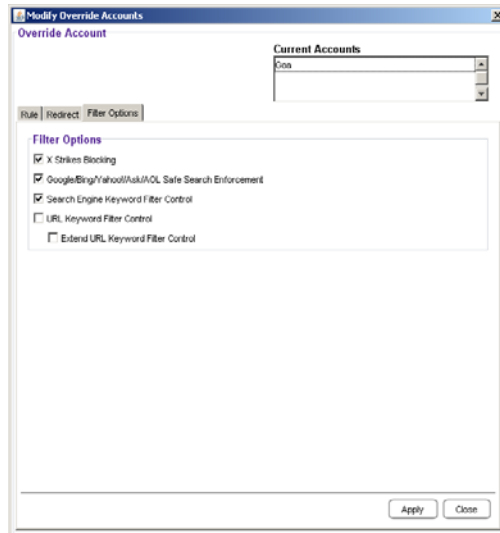 Modify Override Accounts
Override Account
Current Accounts
Goa
Rule Redirect Filter Options
Filter Options
X Strikes Blocking
Google/Bing/Yahoo!/Ask/AOL Safe Search Enforcement
Search Engine Keyword Filter Control
URL Keyword Filter Control
Extend URL Keyword Filter Control
Apply Close